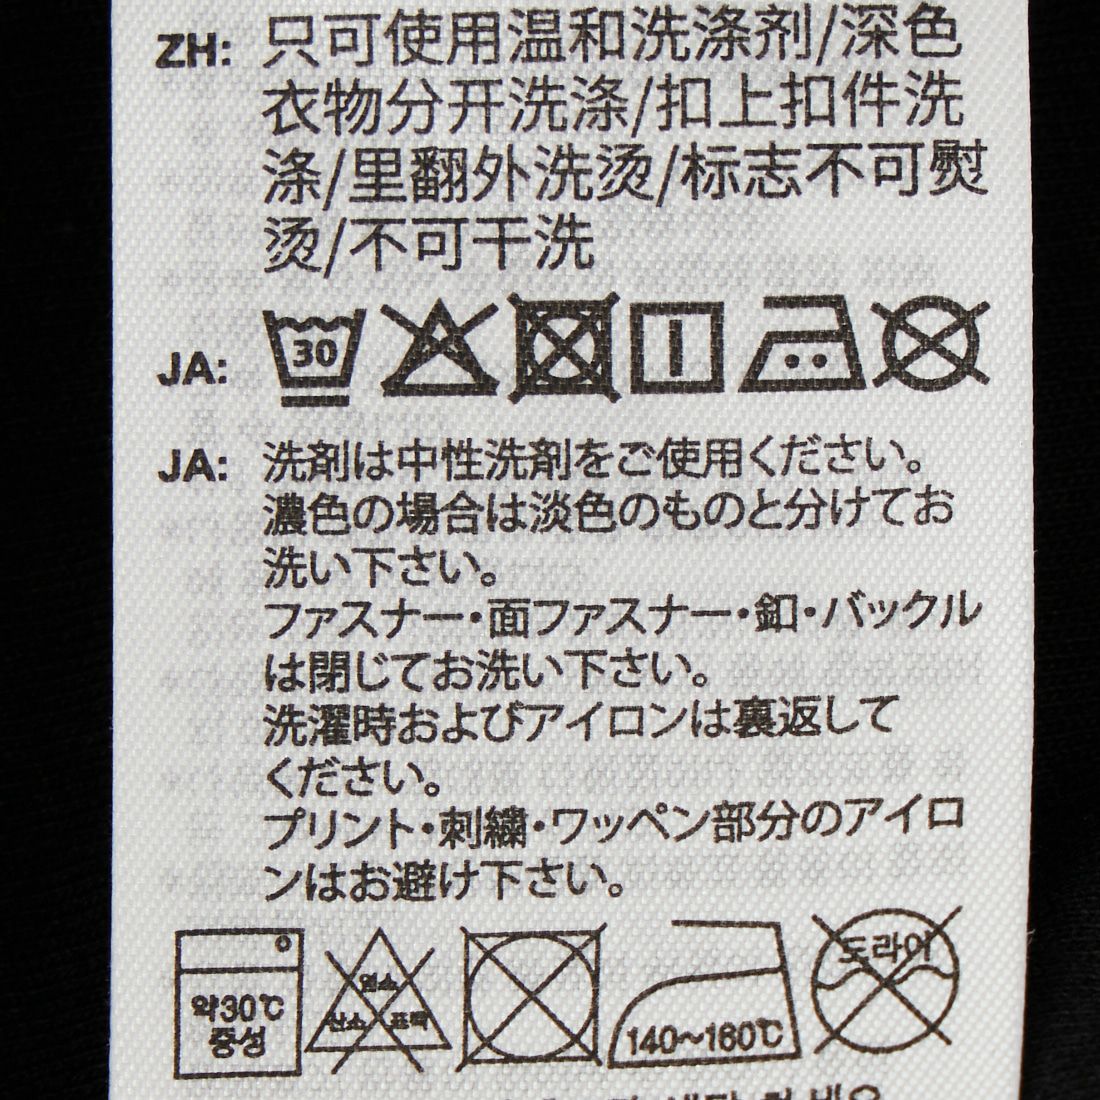 ZH: 只可使用温和洗涤剂/深色
衣物分开洗涤/扣上扣件洗
涤/里翻外洗烫/标志不可熨
烫/不可干洗
JA: 30
JA: 洗剤は中性洗剤をご使用ください。
濃色の場合は淡色のものと分けてお
洗い下さい。
ファスナー・面ファスナー・釦・バックル
は閉じてお洗い下さい。
洗濯時およびアイロンは裏返して
ください。
プリント・刺繍・ワッペン部分のアイロ
ンはお避け下さい。
약30℃
중성
염소
산소 표백
140~160℃
드라이